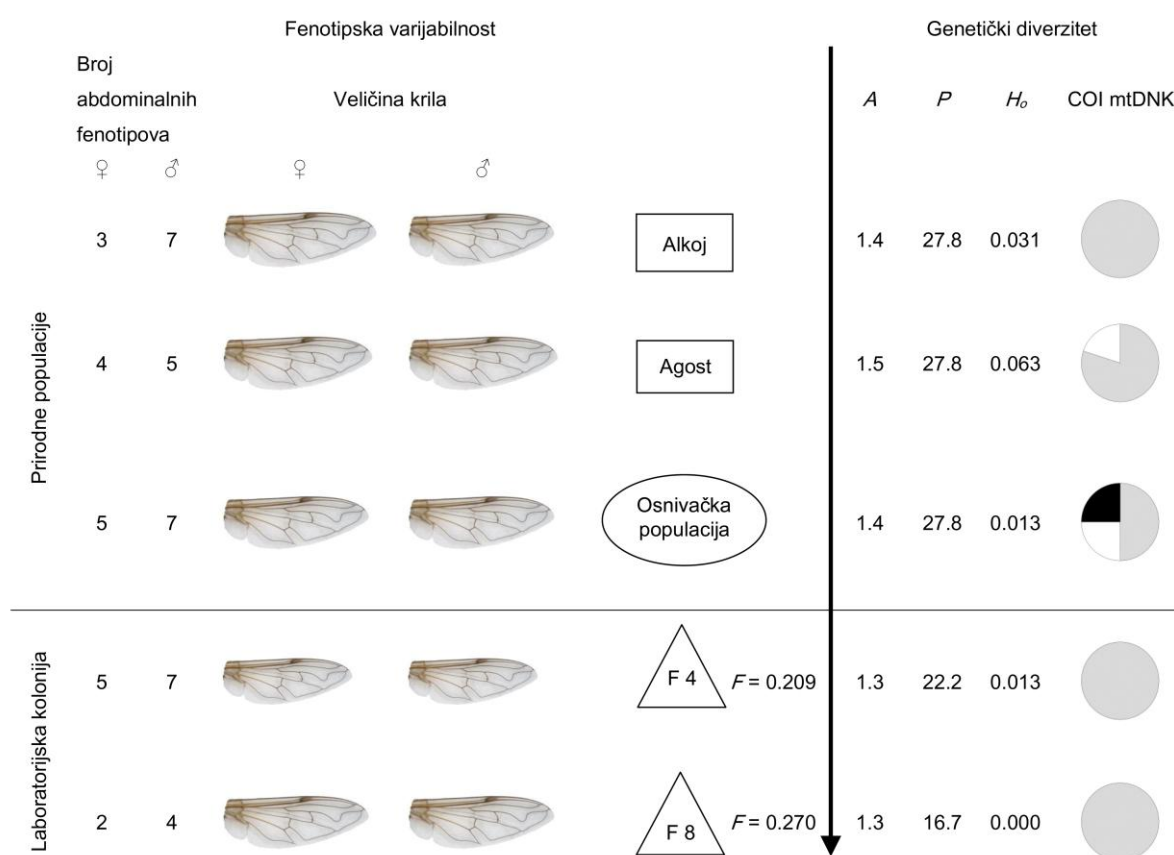 Fenotipska varijabilnost
Genetički diverzitet
Broj
abdominalnih
fenotipova
Veličina krila
A P Ho COI mtDNK
♀ ♂ ♀ ♂
Prirodne populacije
3 7 Alkoj 1.4 27.8 0.031
4 5 Agost 1.5 27.8 0.063
5 7 Osnivačka
populacija 1.4 27.8 0.013
Laboratorijska kolonija
5 7 F 4 F = 0.209 1.3 22.2 0.013
2 4 F 8 F = 0.270 1.3 16.7 0.000